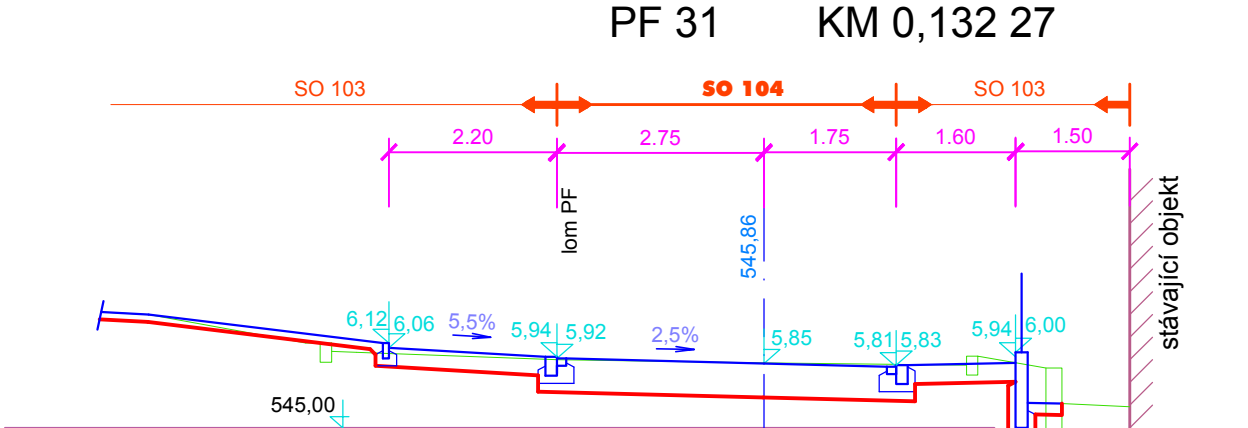 PF 31 KM 0,132 27
SO 103 SO 104 SO 103
2.20 2.75 1.75 1.60 1.50
lom PF
545,86
stávající objekt
6,12 6,06 5,5% 5,94 5,92 2,5% 5,85 5,81 5,83 5,94 6,00
545,00